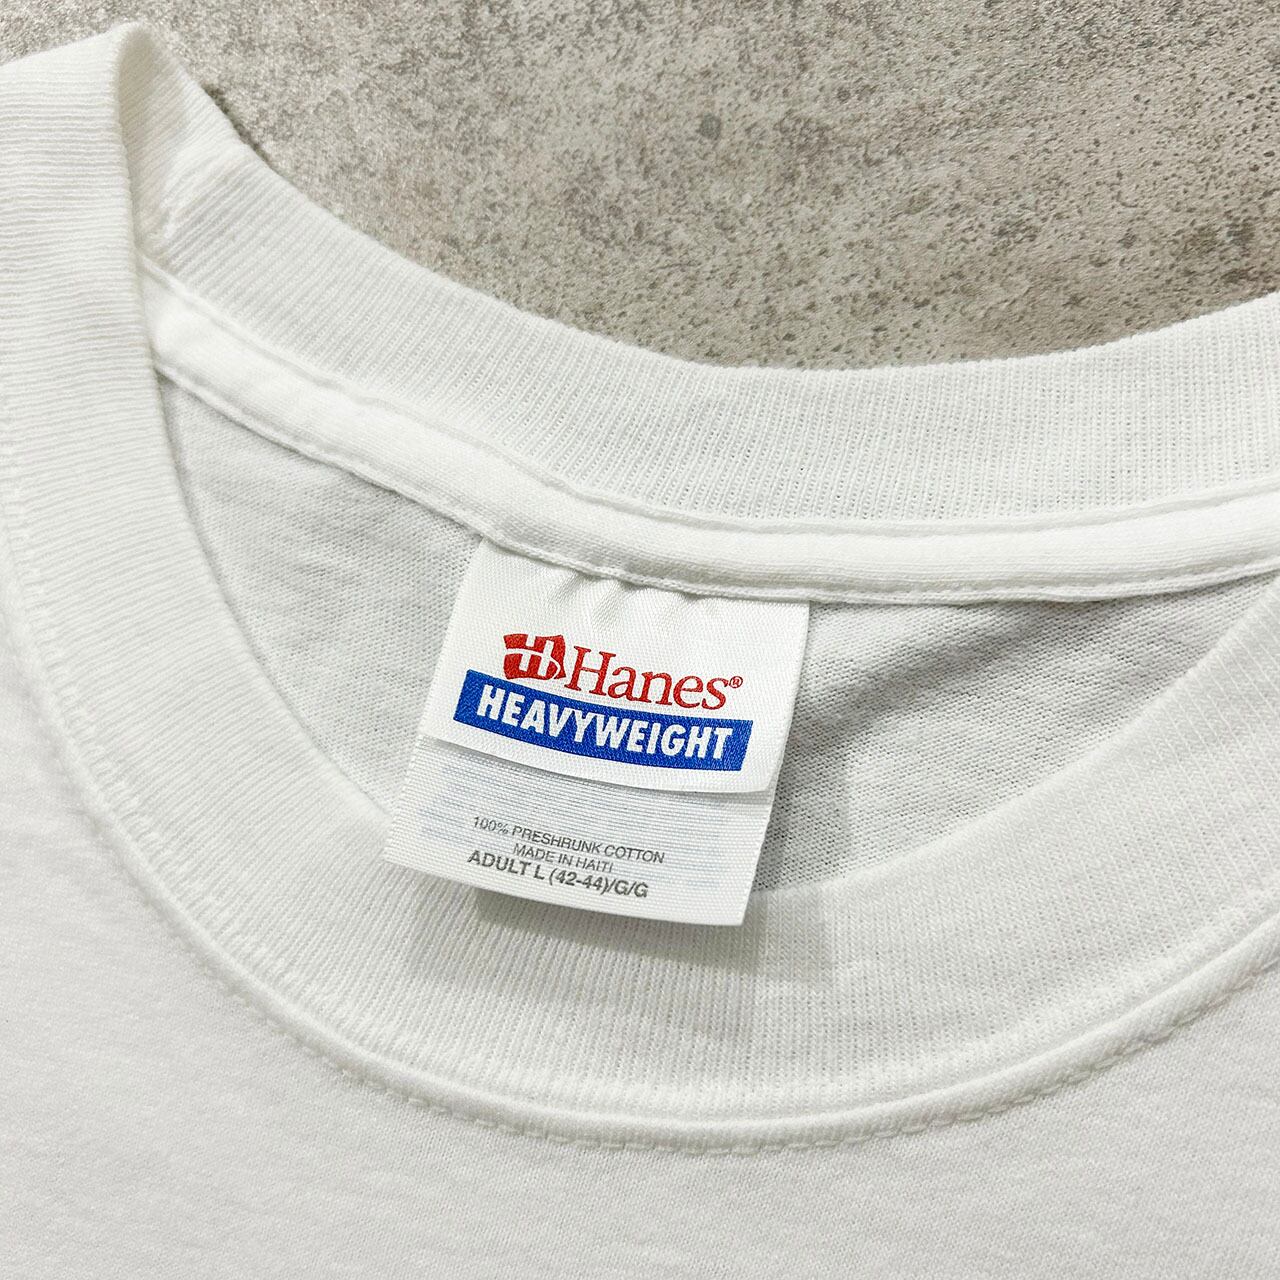 Hanes®
HEAVYWEIGHT
100% PRESHRUNK COTTON
MADE IN HAITI
ADULT L (42-44)/G/G